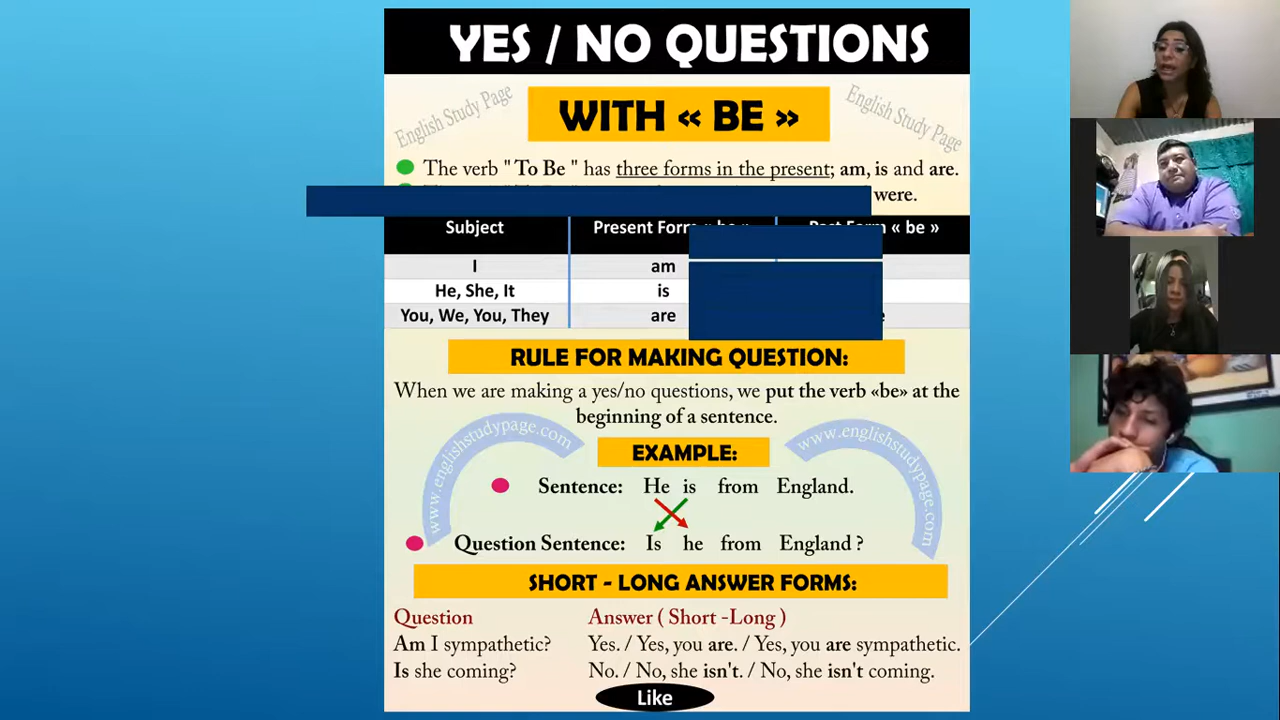 YES / NO QUESTIONS
English Study Page
English Study Page
WITH « BE »
The verb " To Be " has three forms in the present; am, is and are.
were.
Subject Present Form « be »
I am
He, She, It is
You, We, You, They are
RULE FOR MAKING QUESTION:
When we are making a yes/no questions, we put the verb «be» at the
beginning of a sentence.
www.englishstudypage.com
www.englishstudypage.com
EXAMPLE:
Sentence: He is from England.
Question Sentence: Is he from England ?
SHORT - LONG ANSWER FORMS:
Question Answer ( Short -Long )
Am I sympathetic? Yes. / Yes, you are. / Yes, you are sympathetic.
Is she coming? No. / No, she isn't. / No, she isn't coming.
Like